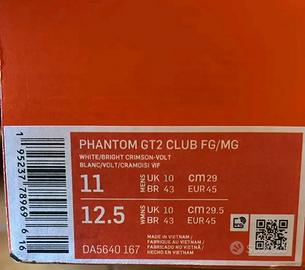 PHANTOM GT2 CLUB FG/MG
WHITE/BRIGHT CRIMSON-VOLT
BLANC/VOLT/CRAMOISI VIF
11 MENS UK 10 CM 29
BR 43 EUR 45
12.5 WMNS UK 10 CM 29.5
BR 43 EUR 45
DA5640 167
MADE IN VIETNAM /
FABRIQUE AU VIETNAM /
FABRICADO NO VIETNÃ /
HECHO EN VIETNAM
1 95237 78969 6 16